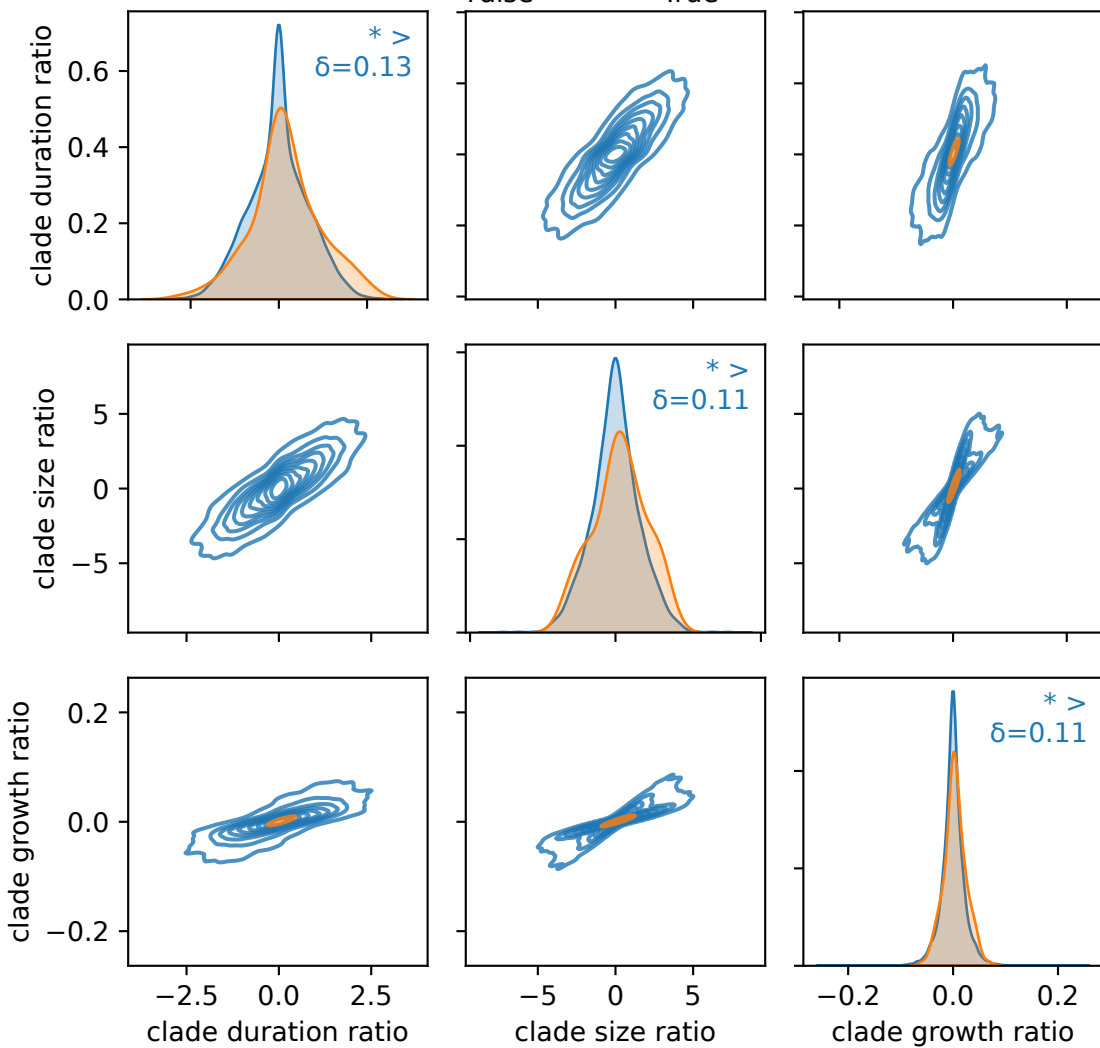 True
clade duration ratio
0.6
0.4
0.2
0.0
* >
δ=0.13
clade size ratio
5
0
−5
* >
δ=0.11
clade growth ratio
0.2
0.0
−0.2
* >
δ=0.11
−2.5 0.0 2.5
−5 0 5
−0.2 0.0 0.2
clade duration ratio
clade size ratio
clade growth ratio